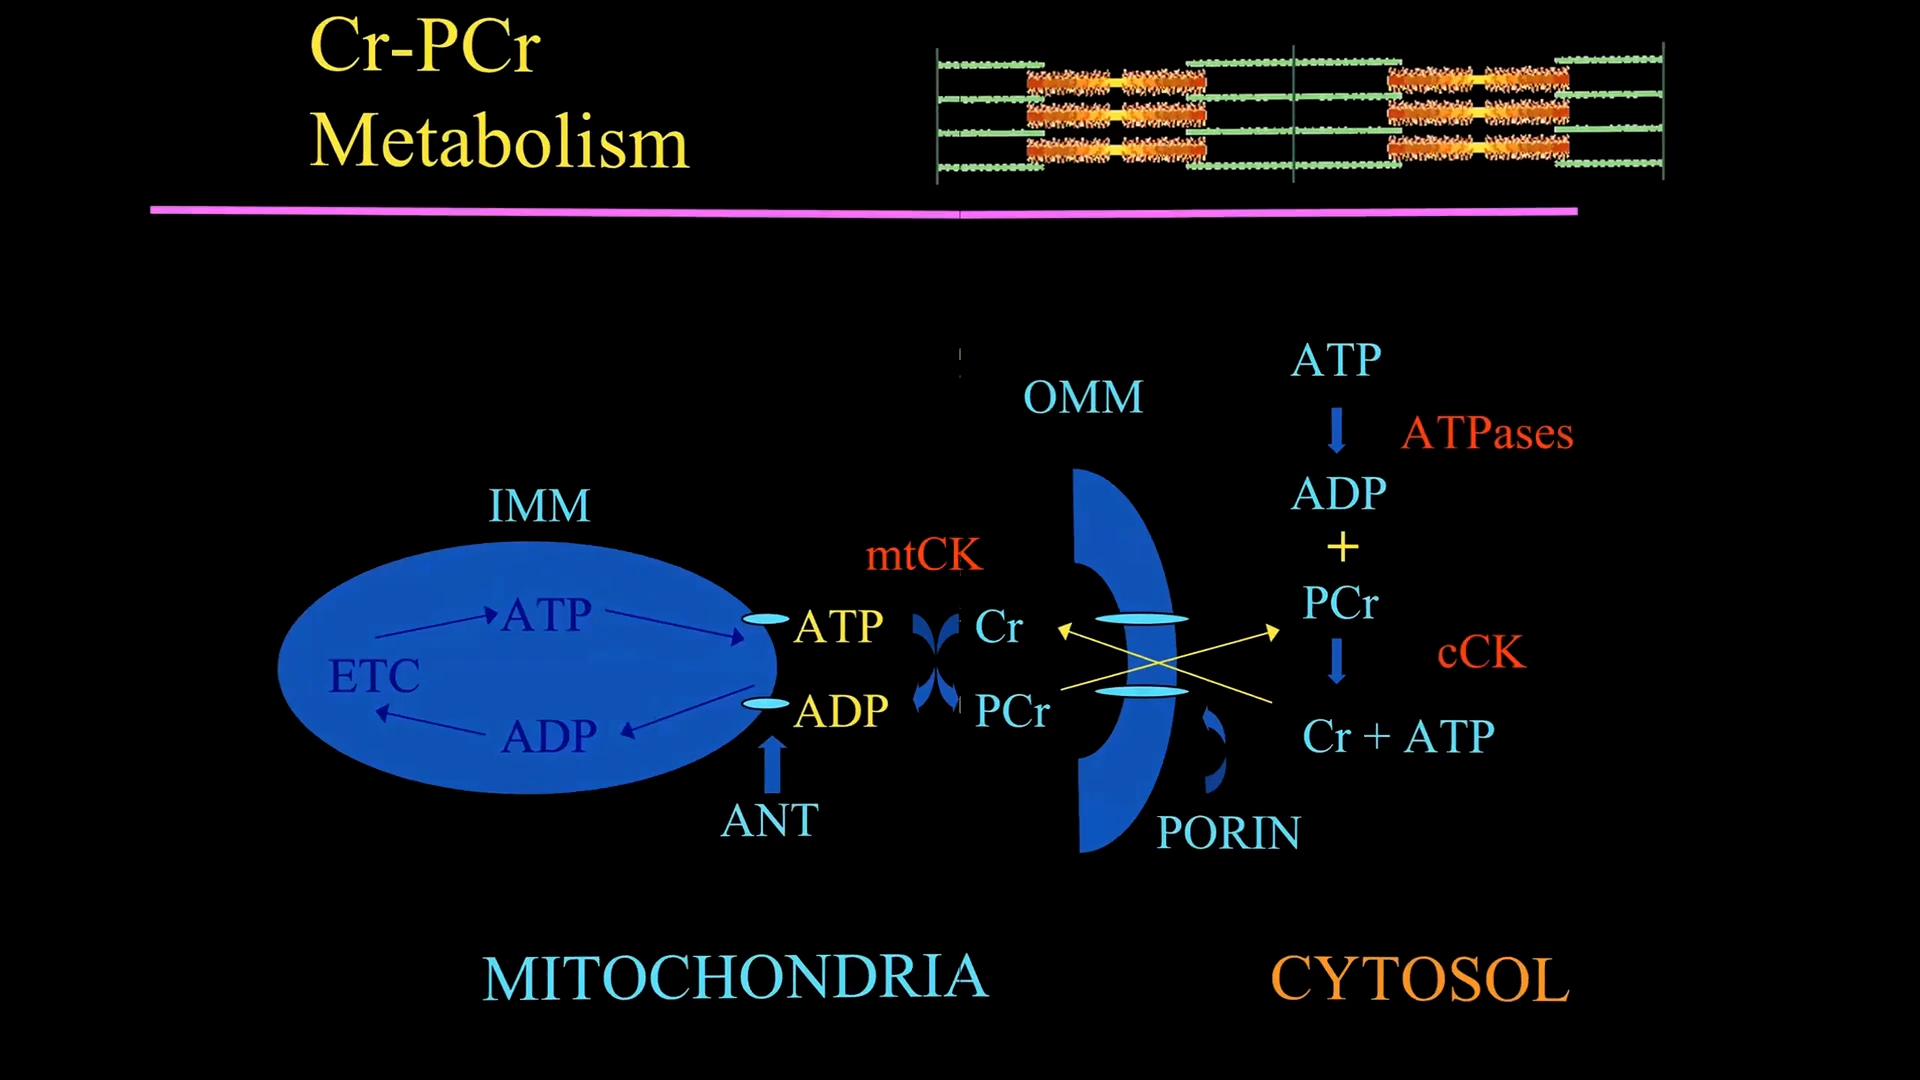 Cr-PCr
Metabolism
ATP
OMM
ATPases
IMM
ADP
+
mtCK
PCr
ATP
ATP
Cr
cCK
ETC
ADP
ADP
PCr
Cr + ATP
ANT
PORIN
MITOCHONDRIA
CYTOSOL